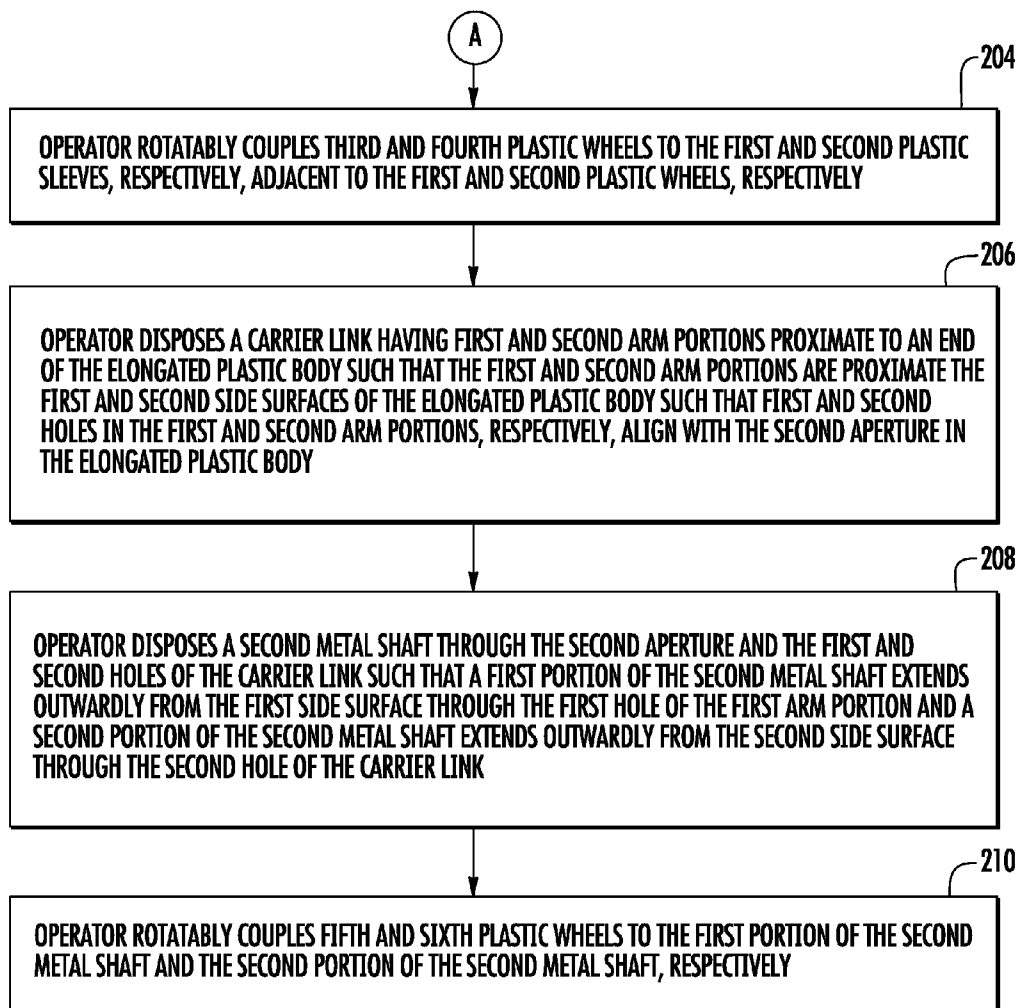 A
204
OPERATOR ROTATABLY COUPLES THIRD AND FOURTH PLASTIC WHEELS TO THE FIRST AND SECOND PLASTIC
SLEEVES, RESPECTIVELY, ADJACENT TO THE FIRST AND SECOND PLASTIC WHEELS, RESPECTIVELY
206
OPERATOR DISPOSES A CARRIER LINK HAVING FIRST AND SECOND ARM PORTIONS PROXIMATE TO AN END
OF THE ELONGATED PLASTIC BODY SUCH THAT THE FIRST AND SECOND ARM PORTIONS ARE PROXIMATE THE
FIRST AND SECOND SIDE SURFACES OF THE ELONGATED PLASTIC BODY SUCH THAT FIRST AND SECOND
HOLES IN THE FIRST AND SECOND ARM PORTIONS, RESPECTIVELY, ALIGN WITH THE SECOND APERTURE IN
THE ELONGATED PLASTIC BODY
208
OPERATOR DISPOSES A SECOND METAL SHAFT THROUGH THE SECOND APERTURE AND THE FIRST AND
SECOND HOLES OF THE CARRIER LINK SUCH THAT A FIRST PORTION OF THE SECOND METAL SHAFT EXTENDS
OUTWARDLY FROM THE FIRST SIDE SURFACE THROUGH THE FIRST HOLE OF THE FIRST ARM PORTION AND A
SECOND PORTION OF THE SECOND METAL SHAFT EXTENDS OUTWARDLY FROM THE SECOND SIDE SURFACE
THROUGH THE SECOND HOLE OF THE CARRIER LINK
210
OPERATOR ROTATABLY COUPLES FIFTH AND SIXTH PLASTIC WHEELS TO THE FIRST PORTION OF THE SECOND
METAL SHAFT AND THE SECOND PORTION OF THE SECOND METAL SHAFT, RESPECTIVELY